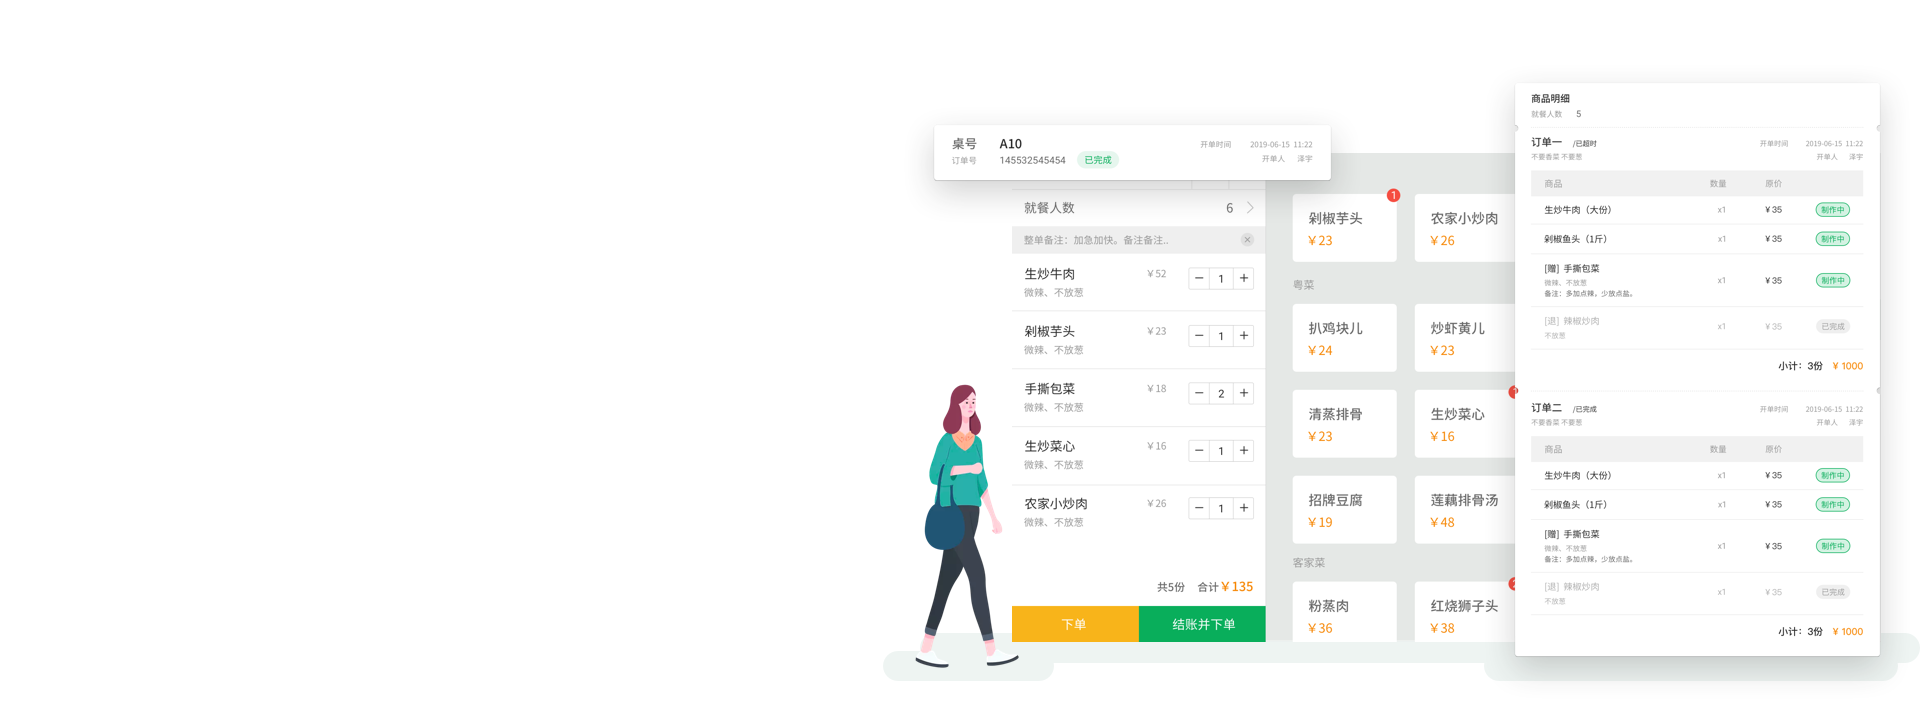 桌号 A10 开单时间 2019-06-15 11:22
订单号 145532545454 已完成 开单人 泽宇
就餐人数 6
整单备注：加急加快。备注备注..
生炒牛肉 ¥52 − 1 +
微辣、不放葱
剁椒芋头 ¥23 − 1 +
微辣、不放葱
手撕包菜 ¥18 − 2 +
微辣、不放葱
生炒菜心 ¥16 − 1 +
微辣、不放葱
农家小炒肉 ¥26 − 1 +
微辣、不放葱
共5份 合计¥135
下单 结账并下单
1
剁椒芋头 农家小炒肉
¥23 ¥26
粤菜
扒鸡块儿 炒虾黄儿
¥24 ¥23
清蒸排骨 生炒菜心
¥23 ¥16
招牌豆腐 莲藕排骨汤
¥19 ¥48
客家菜
粉蒸肉 红烧狮子头
¥36 ¥38
商品明细
就餐人数 5
订单一 /已超时 开单时间 2019-06-15 11:22
不要香菜 不要葱 开单人 泽宇
商品 数量 原价
生炒牛肉（大份） x1 ¥35 制作中
剁椒鱼头（1斤） x1 ¥35 制作中
[赠] 手撕包菜 x1 ¥35 制作中
微辣、不放葱
备注：多加点辣，少放点盐。
[退] 辣椒炒肉 x1 ¥35 已完成
不放葱
小计：3份 ¥ 1000
订单二 /已完成 开单时间 2019-06-15 11:22
不要香菜 不要葱 开单人 泽宇
商品 数量 原价
生炒牛肉（大份） x1 ¥35 制作中
剁椒鱼头（1斤） x1 ¥35 制作中
[赠] 手撕包菜 x1 ¥35 制作中
微辣、不放葱
备注：多加点辣，少放点盐。
[退] 辣椒炒肉 x1 ¥35 已完成
不放葱
小计：3份 ¥ 1000